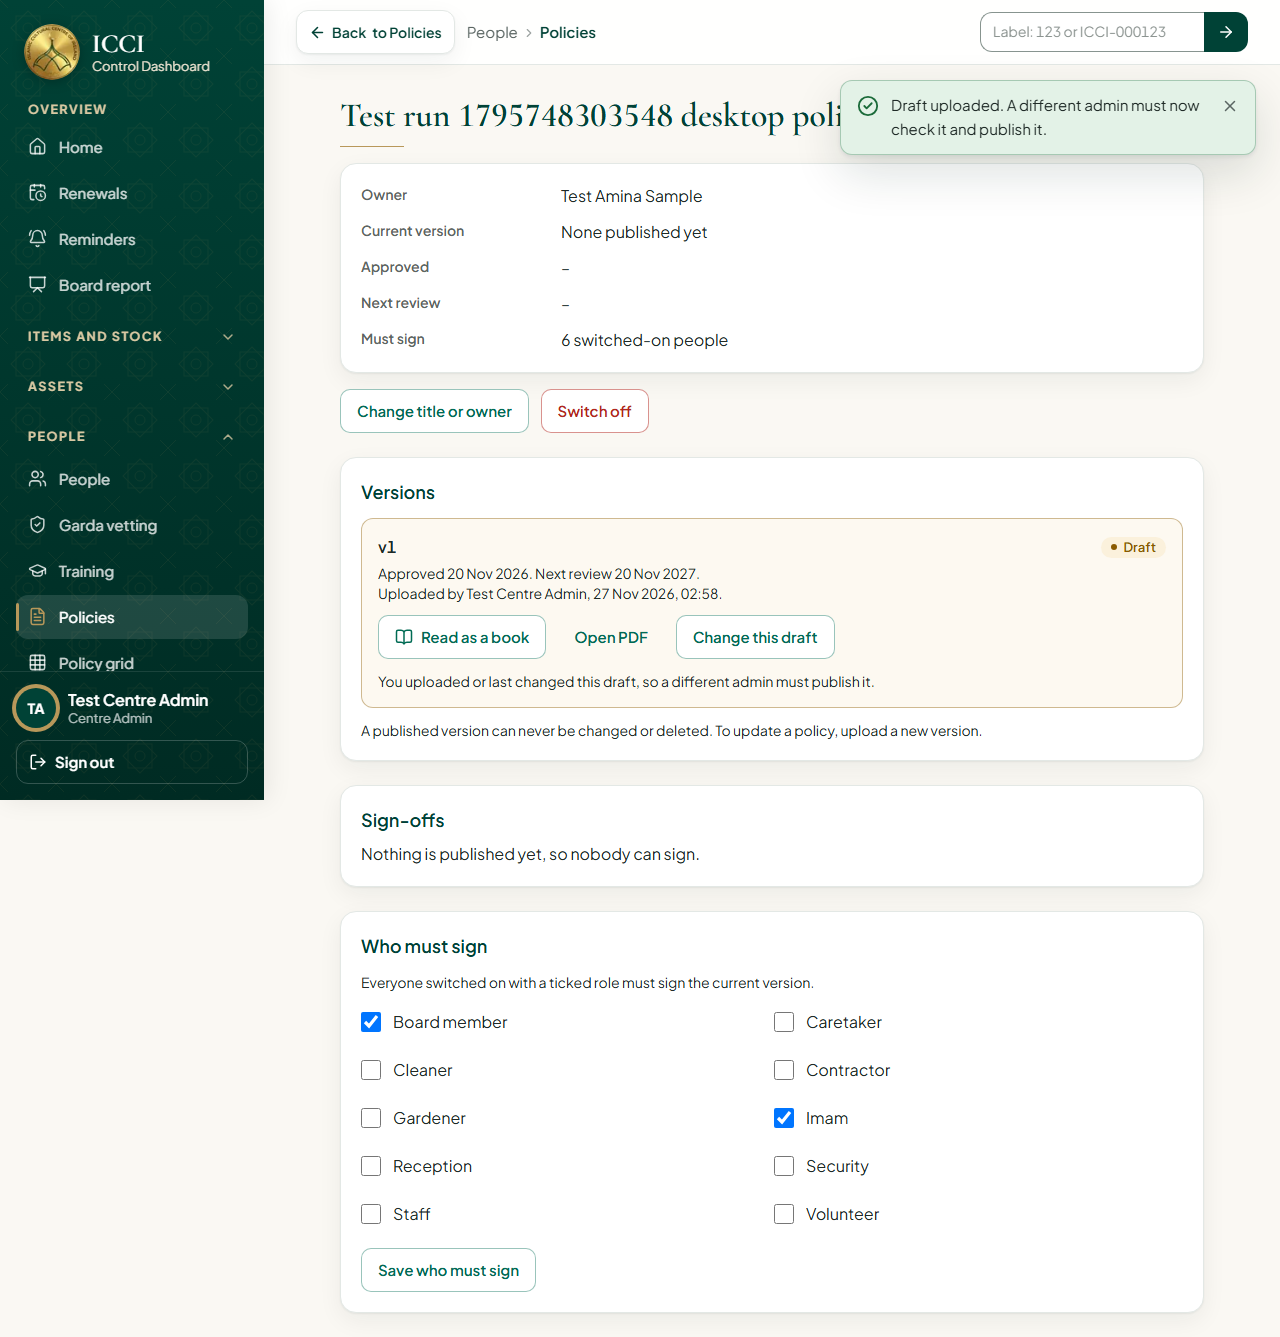 ICCI
Control Dashboard
OVERVIEW
Home
Renewals
Reminders
Board report
ITEMS AND STOCK
ASSETS
PEOPLE
People
Garda vetting
Training
Policies
Policy grid
TA
Test Centre Admin
Centre Admin
Sign out
Back to Policies
People
Policies
Label: 123 or ICCI-000123
Draft uploaded. A different admin must now
check it and publish it.
Test run 1795748303548 desktop poli
Owner
Test Amina Sample
Current version
None published yet
Approved
–
Next review
–
Must sign
6 switched-on people
Change title or owner
Switch off
Versions
v1
Draft
Approved 20 Nov 2026. Next review 20 Nov 2027.
Uploaded by Test Centre Admin, 27 Nov 2026, 02:58.
Read as a book
Open PDF
Change this draft
You uploaded or last changed this draft, so a different admin must publish it.
A published version can never be changed or deleted. To update a policy, upload a new version.
Sign-offs
Nothing is published yet, so nobody can sign.
Who must sign
Everyone switched on with a ticked role must sign the current version.
Board member
Caretaker
Cleaner
Contractor
Gardener
Imam
Reception
Security
Staff
Volunteer
Save who must sign